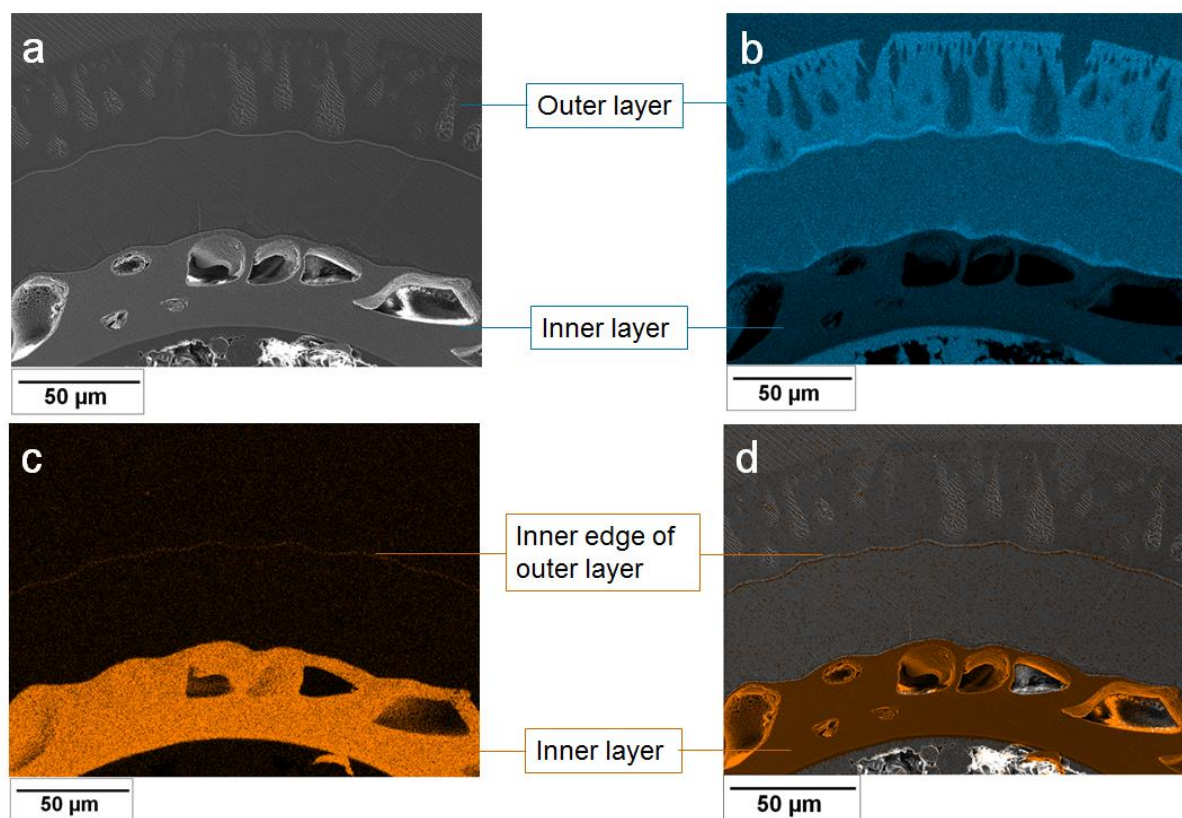 a
b
Outer layer
Inner layer
50 µm
50 µm
c
d
Inner edge of
outer layer
Inner layer
50 µm
50 µm